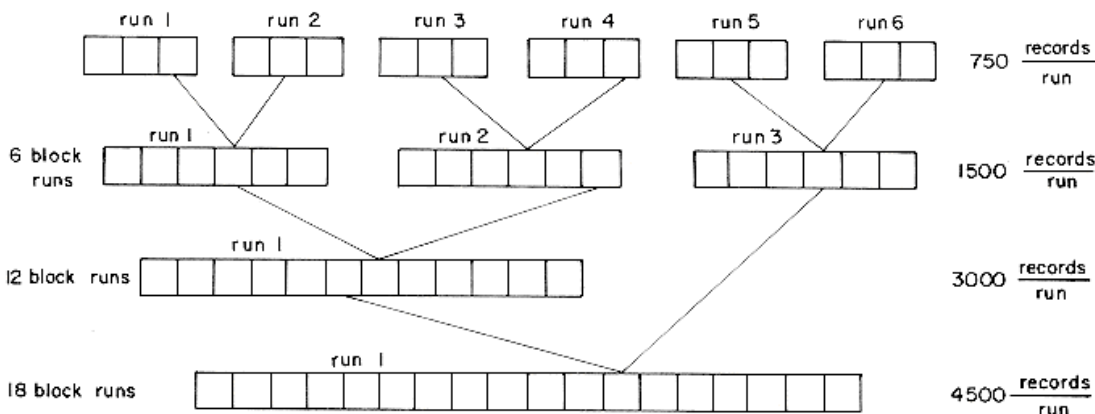 run 1
run 2
run 3
run 4
run 5
run 6
750 records
run
run 1
run 2
run 3
6 block
runs
1500 records
run
run 1
12 block runs
3000 records
run
run 1
18 block runs
4500 records
run